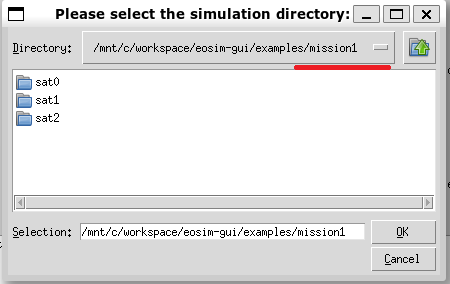 Please select the simulation directory:
Directory: /mnt/c/workspace/eosim-gui/examples/mission1
sat0
sat1
sat2
Selection: /mnt/c/workspace/eosim-gui/examples/mission1 OK
Cancel